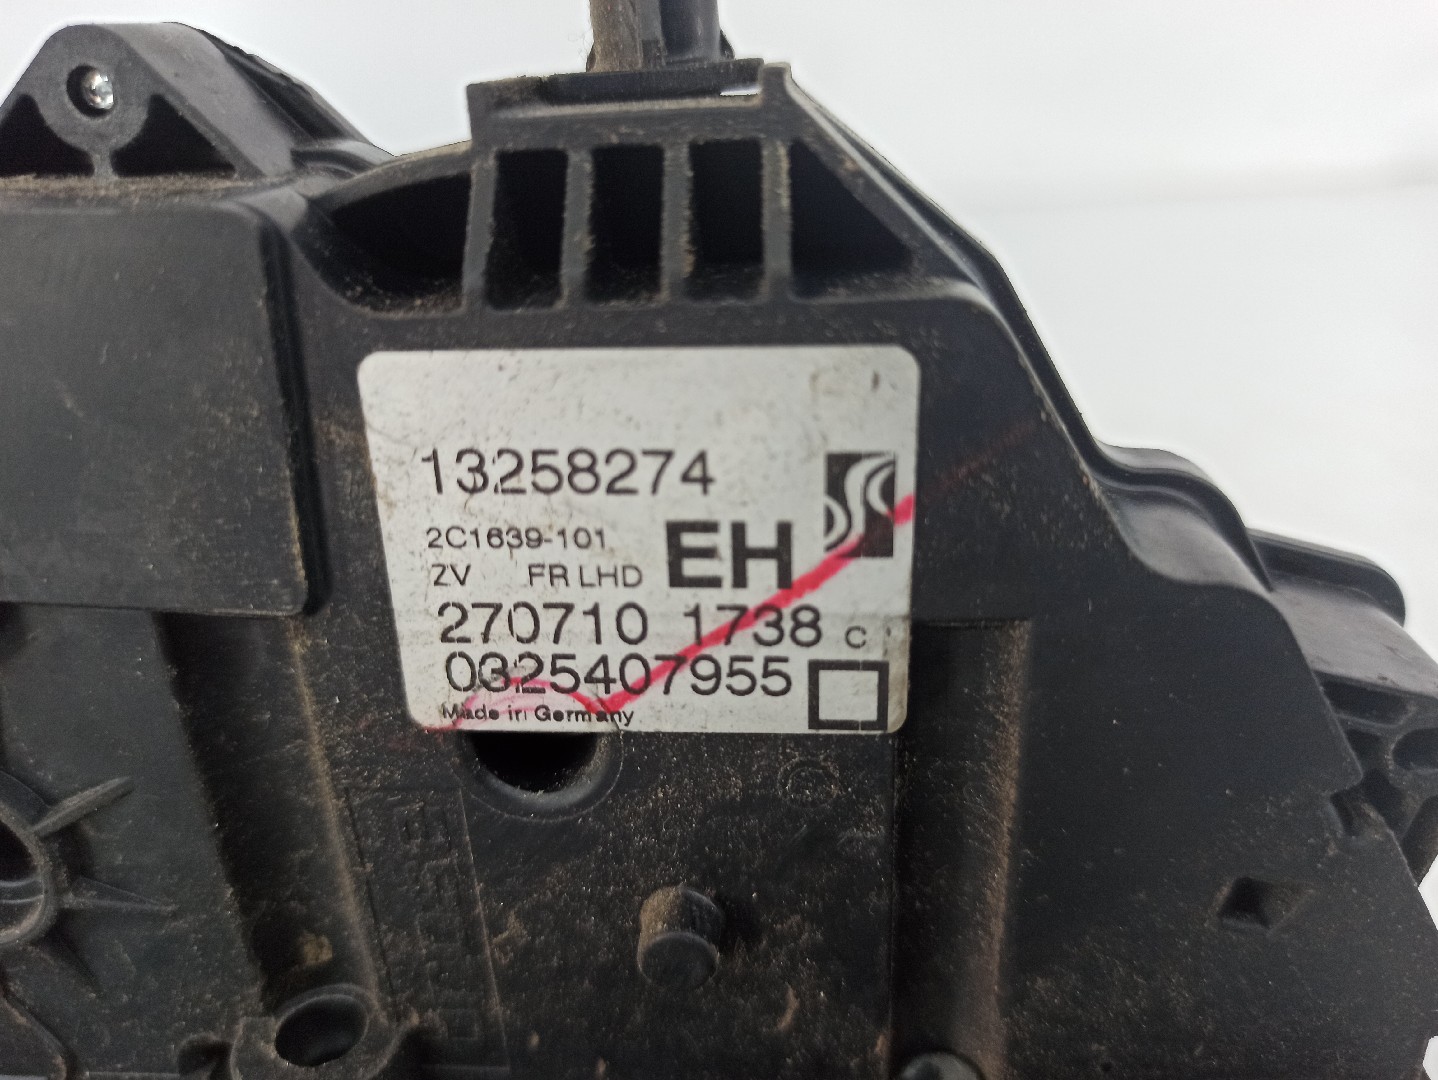 13258274
2C1639-101
EH
ZV FR LHD
270710 1738 C
0325407955
Made in Germany